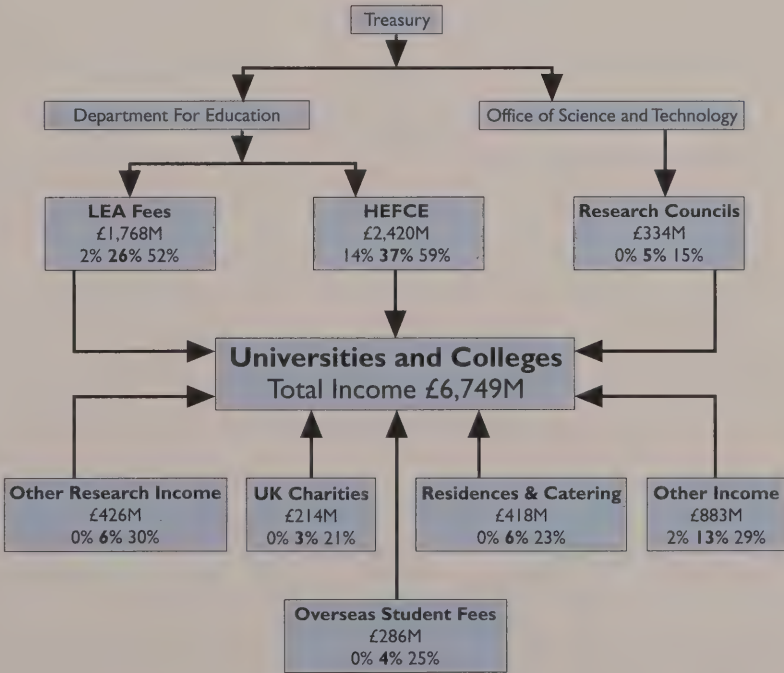 Treasury
Department For Education
Office of Science and Technology
LEA Fees
£1,768M
2% 26% 52%
HEFCE
£2,420M
14% 37% 59%
Research Councils
£334M
0% 5% 15%
Universities and Colleges
Total Income £6,749M
Other Research Income
£426M
0% 6% 30%
UK Charities
£214M
0% 3% 21%
Residences & Catering
£418M
0% 6% 23%
Other Income
£883M
2% 13% 29%
Overseas Student Fees
£286M
0% 4% 25%